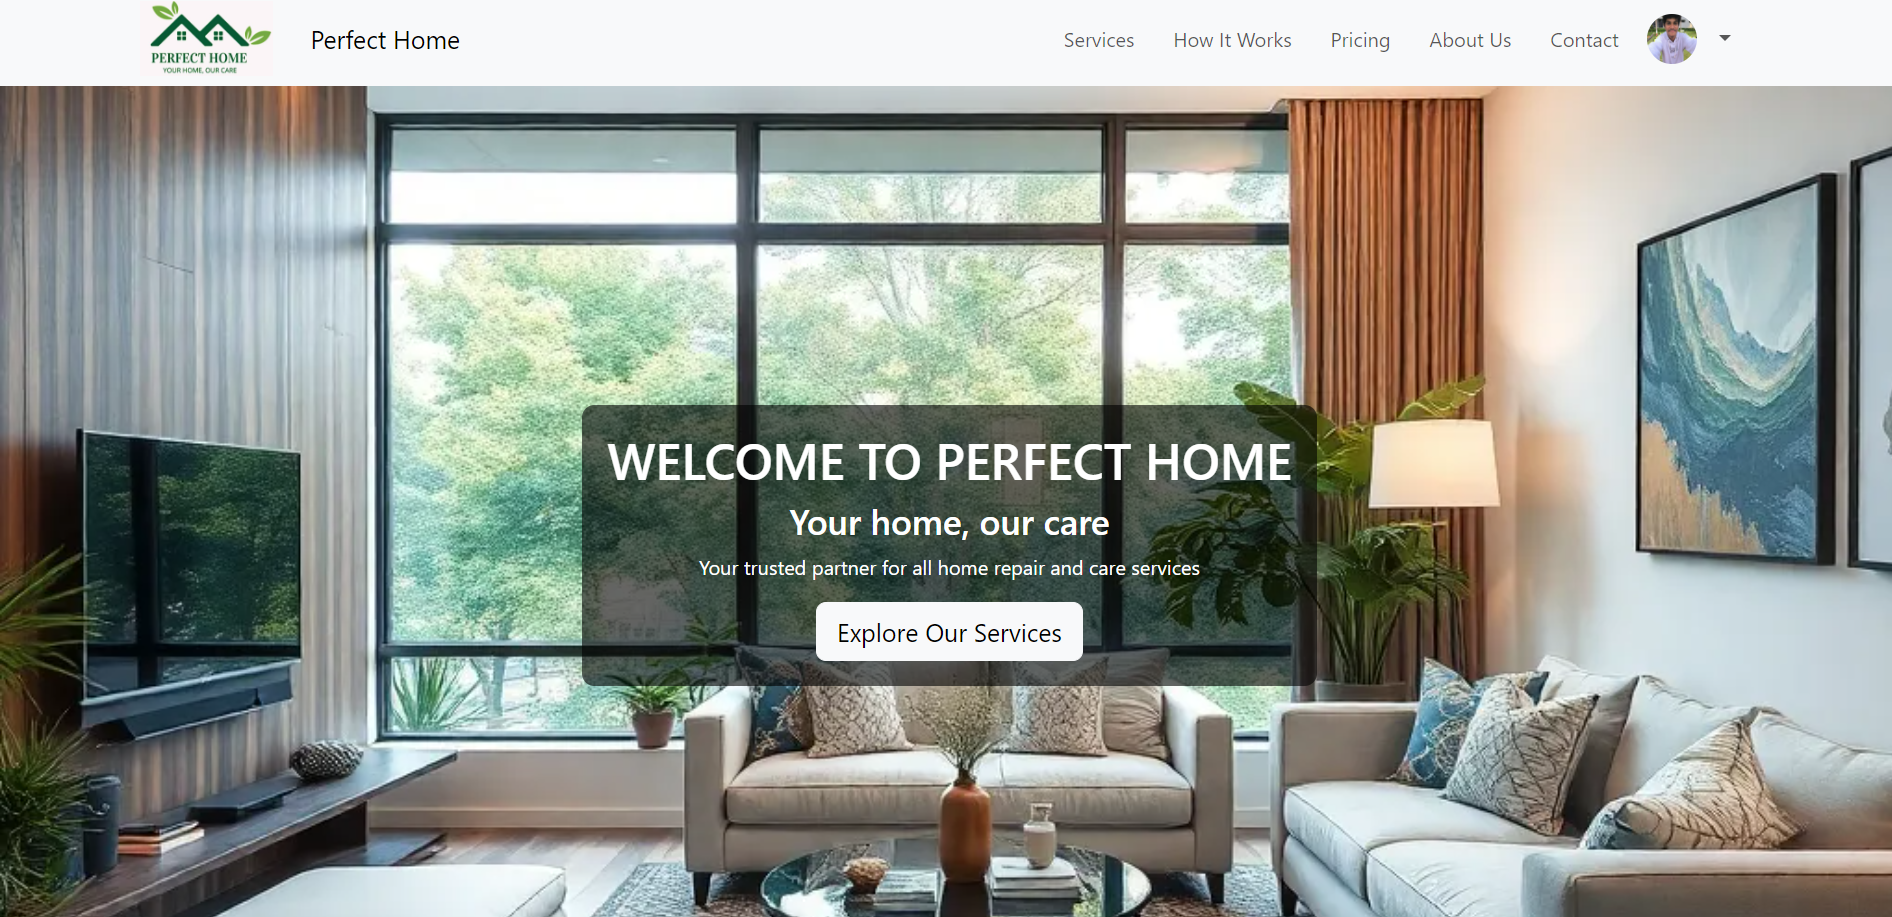 PERFECT HOME
YOUR HOME, OUR CARE
Perfect Home
Services
How It Works
Pricing
About Us
Contact
WELCOME TO PERFECT HOME
Your home, our care
Your trusted partner for all home repair and care services
Explore Our Services